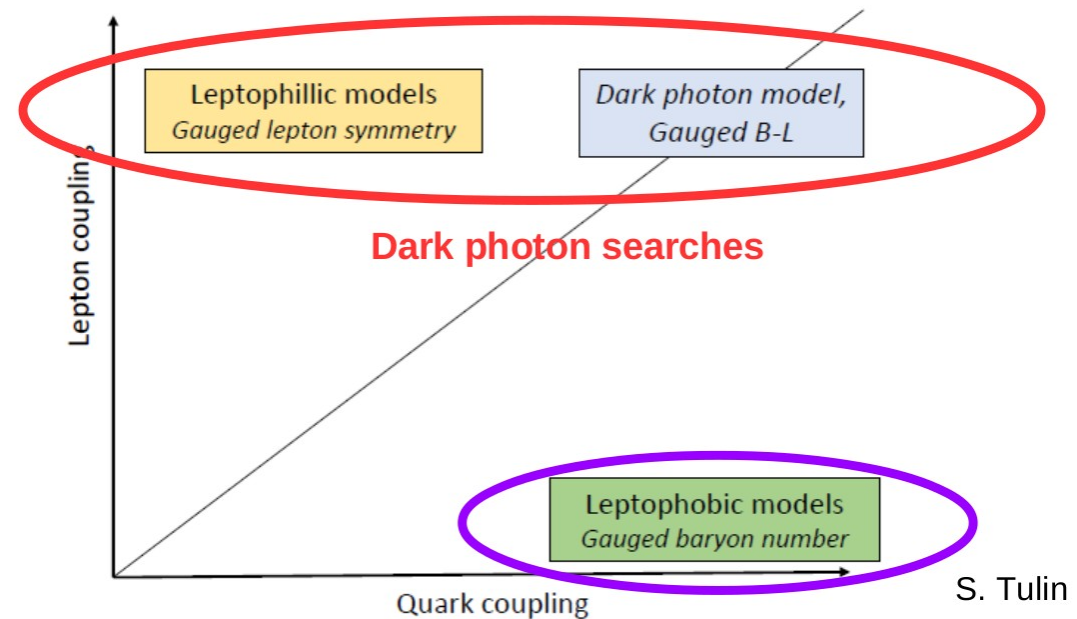 Leptophillic models
Gauged lepton symmetry
Dark photon model,
Gauged B-L
Lepton coupling
Dark photon searches
Leptophobic models
Gauged baryon number
Quark coupling
S. Tulin